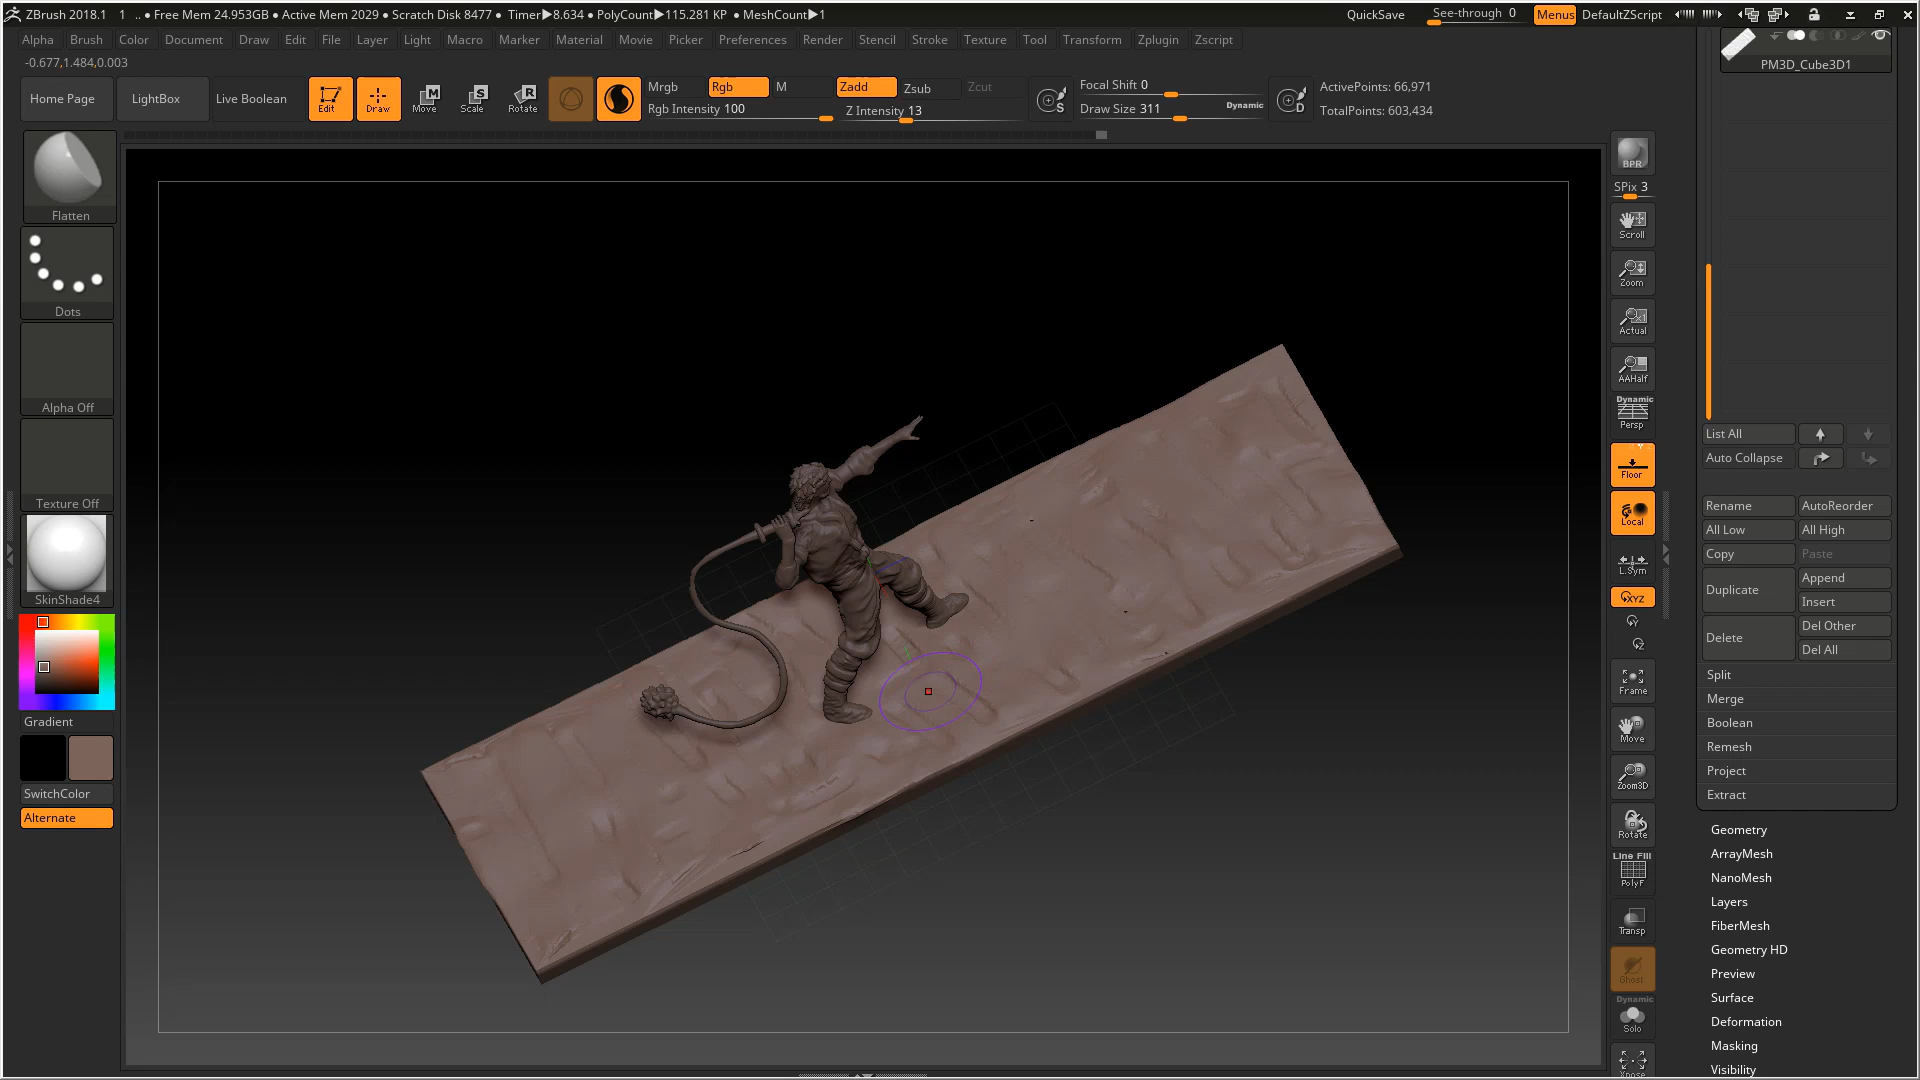 ZBrush 2018.1 1 .. ● Free Mem 24.953GB ● Active Mem 2029 ● Scratch Disk 8477 ● Timer▶8.634 ● PolyCount▶115.281 KP ● MeshCount▶1
QuickSave See-through 0 Menus DefaultZScript
Alpha Brush Color Document Draw Edit File Layer Light Macro Marker Material Movie Picker Preferences Render Stencil Stroke Texture Tool Transform Zplugin Zscript
-0.677,1.484,0.003
PM3D_Cube3D1
Home Page
LightBox
Live Boolean
Edit
Draw
Move
Scale
Rotate
Mrgb
Rgb
M
Rgb Intensity 100
Zadd
Zsub
Zcut
Z Intensity 13
Focal Shift 0
Draw Size 311
Dynamic
ActivePoints: 66,971
TotalPoints: 603,434
Flatten
Dots
Alpha Off
Texture Off
SkinShade4
Gradient
SwitchColor
Alternate
BPR
SPix 3
Scroll
Zoom
Actual
AAHalf
Dynamic
Persp
Floor
Local
L.Sym
XYZ
Frame
Move
Zoom3D
Rotate
Line Fill
PolyF
Transp
Ghost
Dynamic
Solo
Xpose
List All
Auto Collapse
Rename
AutoReorder
All Low
All High
Copy
Paste
Duplicate
Append
Insert
Delete
Del Other
Del All
Split
Merge
Boolean
Remesh
Project
Extract
Geometry
ArrayMesh
NanoMesh
Layers
FiberMesh
Geometry HD
Preview
Surface
Deformation
Masking
Visibility